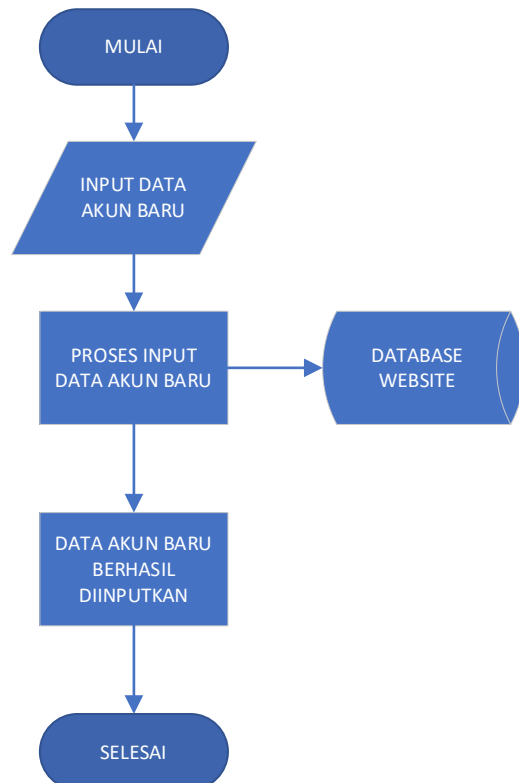 MULAI
INPUT DATA
AKUN BARU
PROSES INPUT
DATA AKUN BARU
DATABASE
WEBSITE
DATA AKUN BARU
BERHASIL
DIINPUTKAN
SELESAI